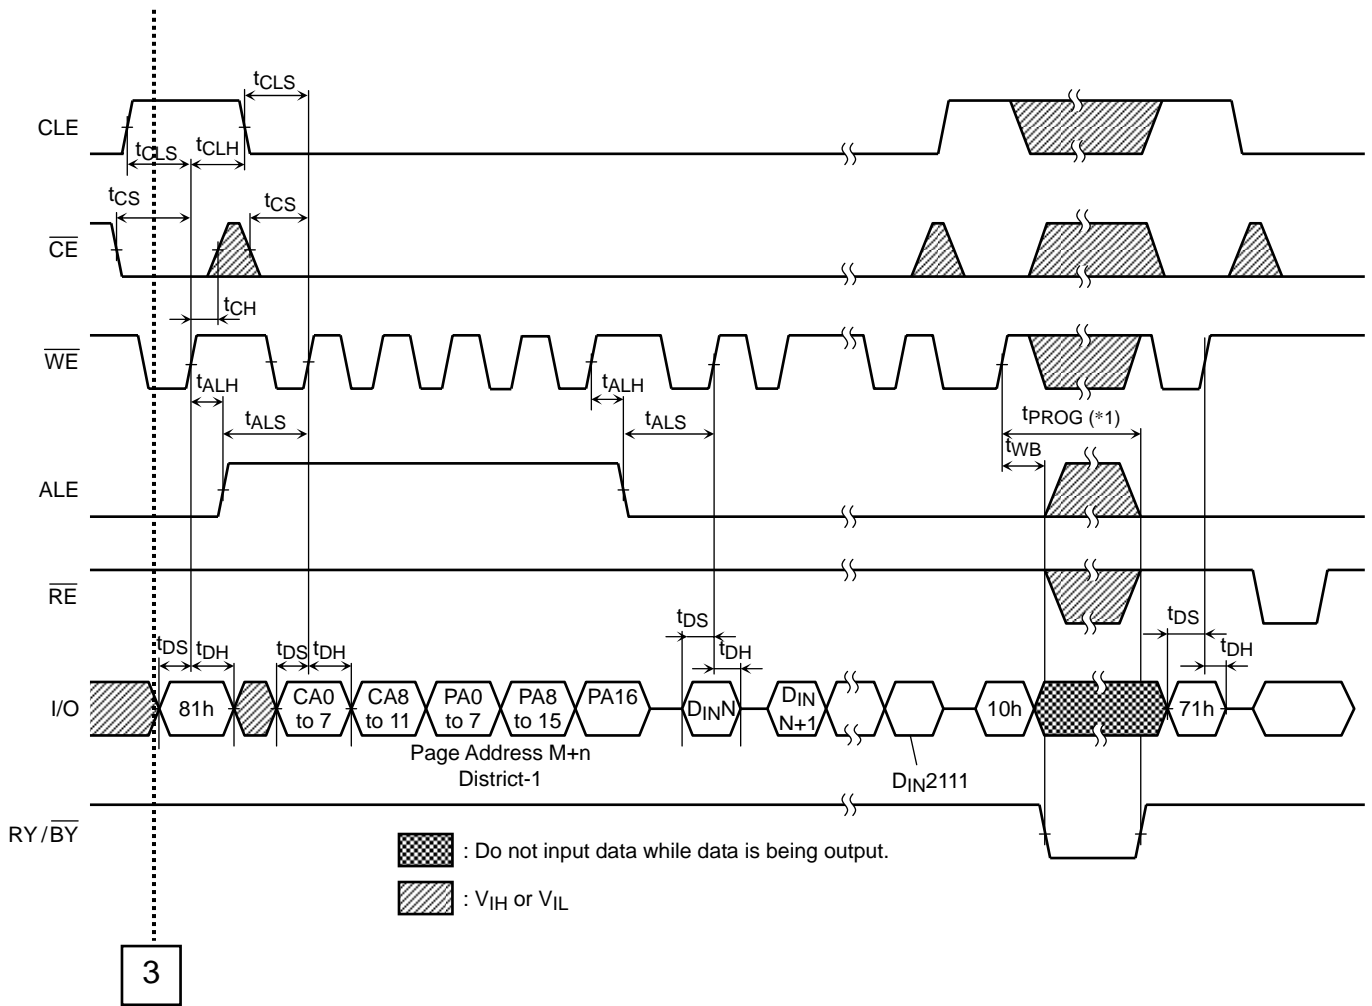 tCLS
CLE
tCLS tCLH
tCS tCS
CE
tCH
WE
tALH tALH
tALS tALS tPROG (*1)
tWB
ALE
RE
tDS tDH tDS tDH tDS tDH tDS tDH
I/O 81h CA0 to 7 CA8 to 11 PA0 to 7 PA8 to 15 PA16 DINN DIN N+1 10h 71h
Page Address M+n
District-1
DIN2111
RY/BY
: Do not input data while data is being output.
: VIH or VIL
3